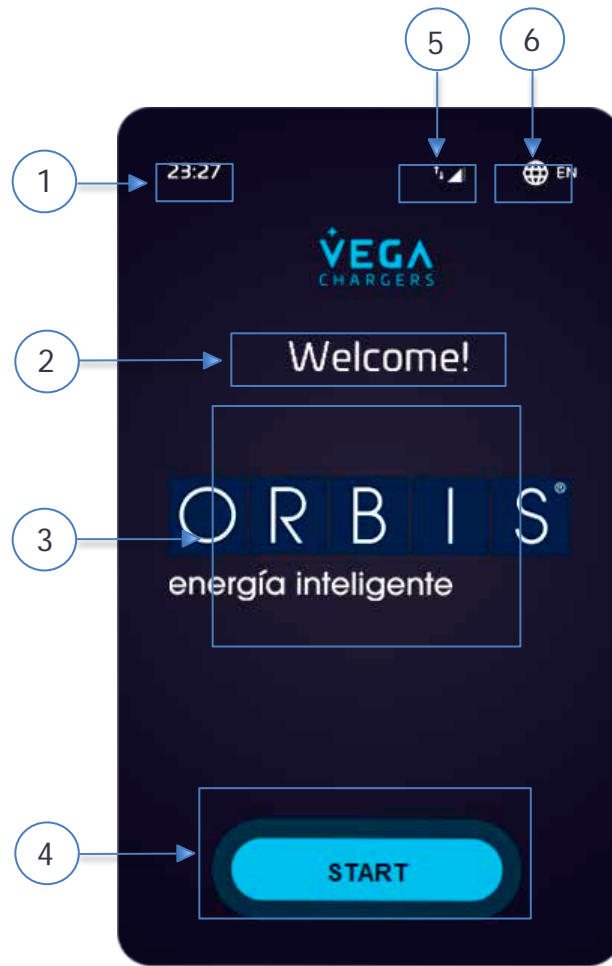 5 6
1 23:27 EN
VEGA
CHARGERS
2 Welcome!
3 ORBIS®
energía inteligente
4 START